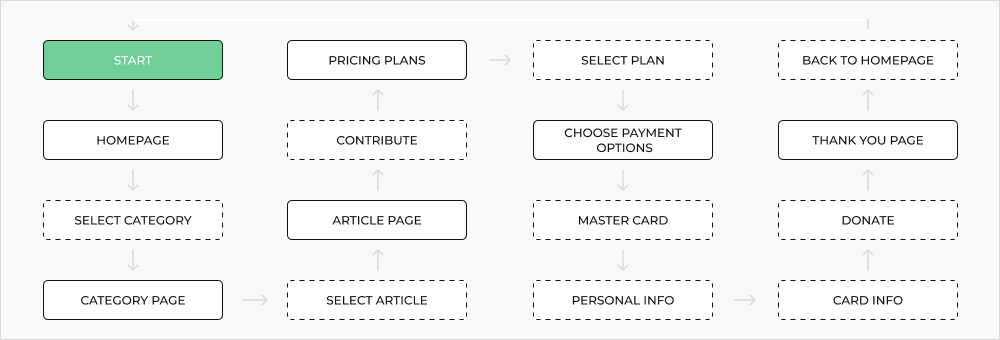 START
HOMEPAGE
SELECT CATEGORY
CATEGORY PAGE
SELECT ARTICLE
ARTICLE PAGE
CONTRIBUTE
PRICING PLANS
SELECT PLAN
CHOOSE PAYMENT
OPTIONS
MASTER CARD
PERSONAL INFO
CARD INFO
DONATE
THANK YOU PAGE
BACK TO HOMEPAGE